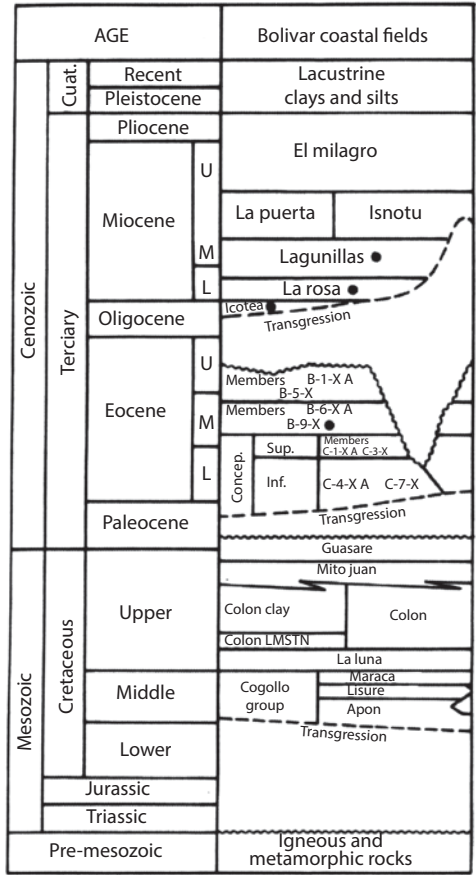 AGE
Bolivar coastal fields
Cenozoic
Cuat.
Recent
Pleistocene
Lacustrine
clays and silts
Terciary
Pliocene
El milagro
Miocene
U
M
L
La puerta
Isnotu
Lagunillas
La rosa
Oligocene
Icotea
Transgression
Eocene
U
M
L
Members B-1-X A
B-5-X
Members B-6-X A
B-9-X
Concep.
Sup.
Members
C-1-X A C-3-X
Inf.
C-4-X A C-7-X
Paleocene
Transgression
Guasare
Mesozoic
Cretaceous
Upper
Mito juan
Colon clay
Colon
Colon LMSTN
La luna
Middle
Cogollo
group
Maraca
Lisure
Apon
Transgression
Lower
Jurassic
Triassic
Pre-mesozoic
Igneous and
metamorphic rocks